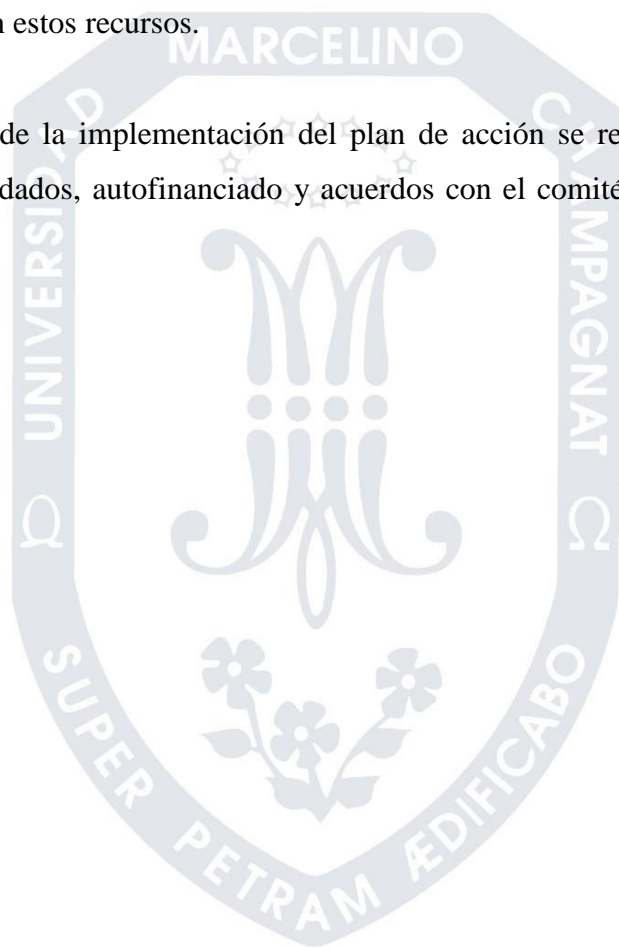 n estos recursos.
de la implementación del plan de acción se re
dados, autofinanciado y acuerdos con el comité
UNIVERSIDAD MARCELINO CHAMPAGNAT
Ω Ω
SUPER PETRAM ÆDIFICABO